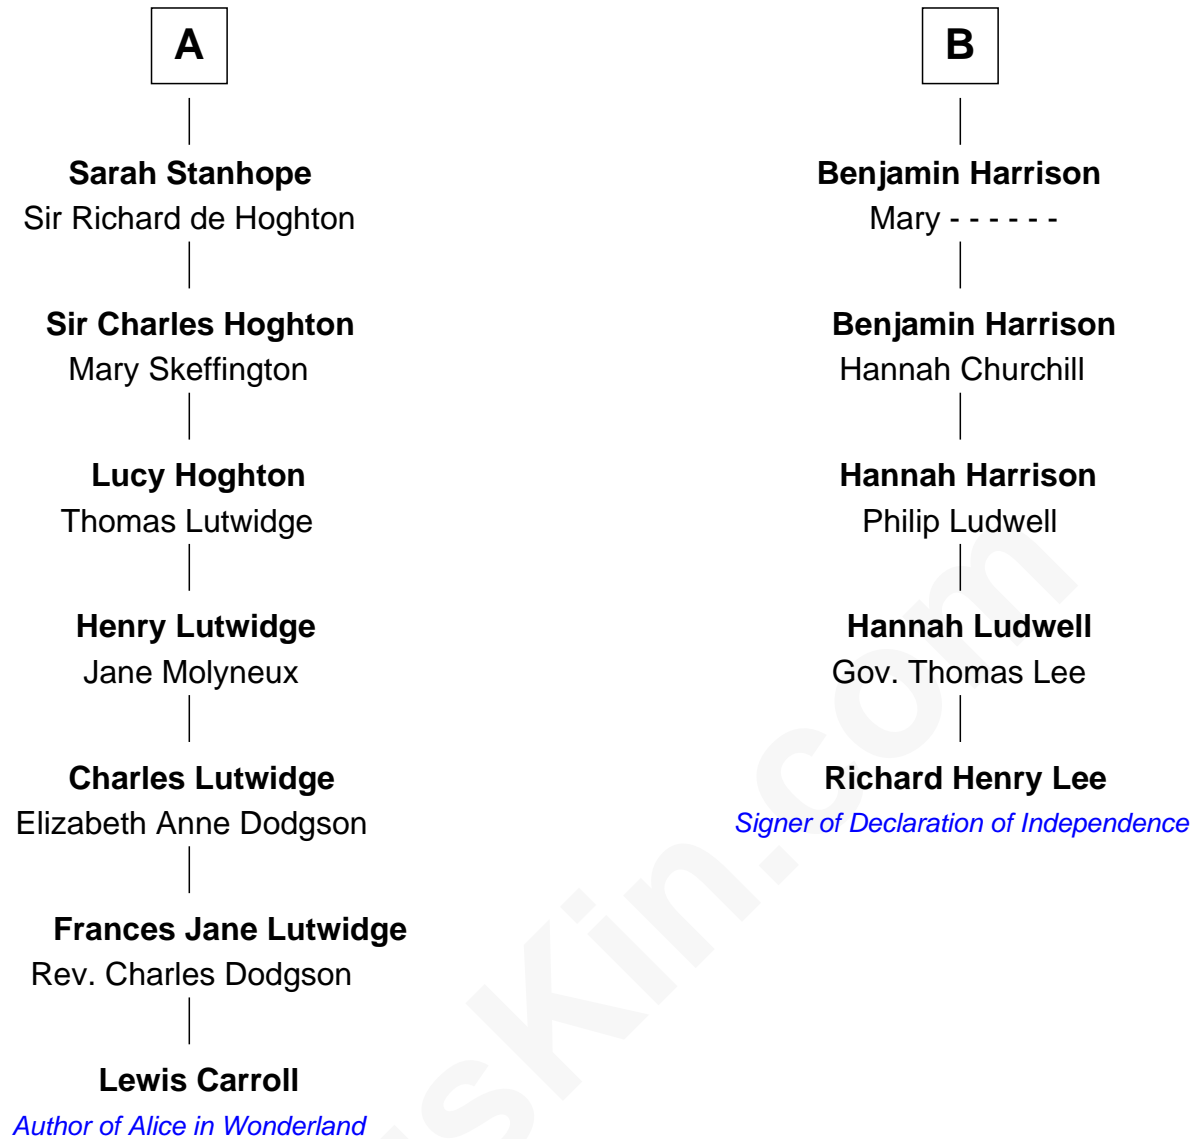 A
Sarah Stanhope
Sir Richard de Hoghton
Sir Charles Hoghton
Mary Skeffington
Lucy Hoghton
Thomas Lutwidge
Henry Lutwidge
Jane Molyneux
Charles Lutwidge
Elizabeth Anne Dodgson
Frances Jane Lutwidge
Rev. Charles Dodgson
Lewis Carroll
Author of Alice in Wonderland
B
Benjamin Harrison
Mary - - - - - -
Benjamin Harrison
Hannah Churchill
Hannah Harrison
Philip Ludwell
Hannah Ludwell
Gov. Thomas Lee
Richard Henry Lee
Signer of Declaration of Independence